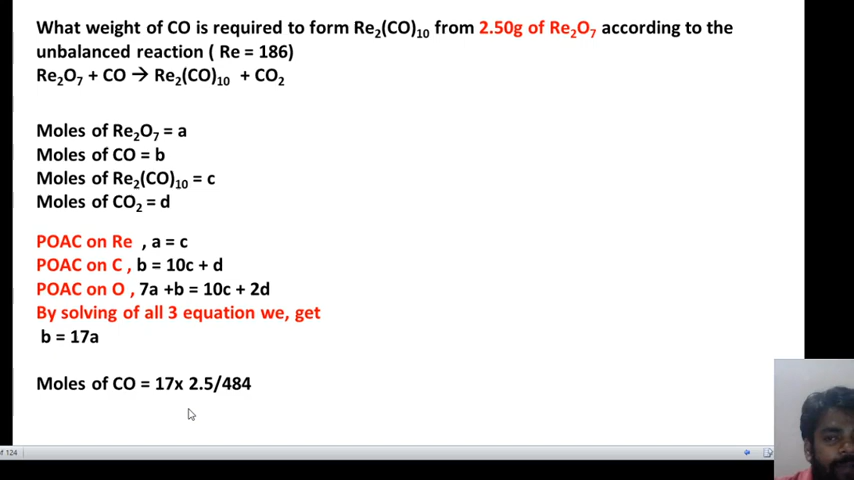 What weight of CO is required to form Re₂(CO)₁₀ from 2.50g of Re₂O₇ according to the
unbalanced reaction ( Re = 186)
Re₂O₇ + CO → Re₂(CO)₁₀ + CO₂
Moles of Re₂O₇ = a
Moles of CO = b
Moles of Re₂(CO)₁₀ = c
Moles of CO₂ = d
POAC on Re , a = c
POAC on C , b = 10c + d
POAC on O , 7a +b = 10c + 2d
By solving of all 3 equation we, get
b = 17a
Moles of CO = 17x 2.5/484
of 124